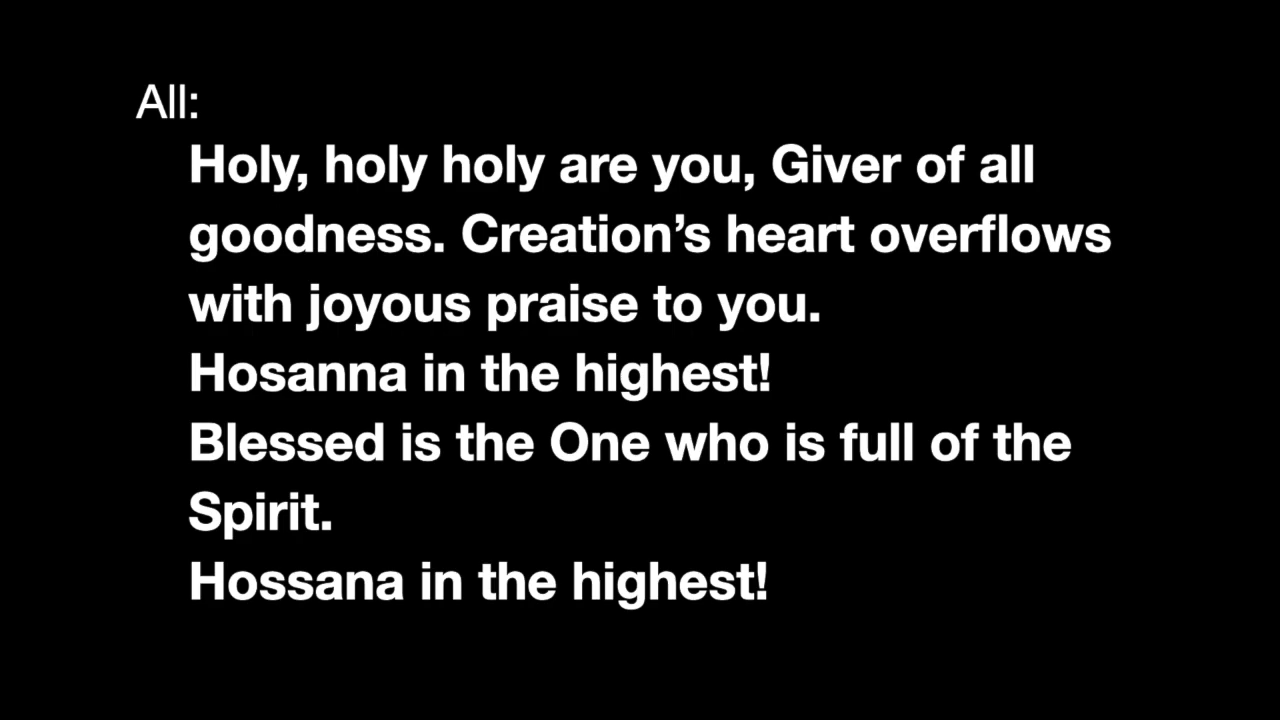 All:
Holy, holy holy are you, Giver of all
goodness. Creation’s heart overflows
with joyous praise to you.
Hosanna in the highest!
Blessed is the One who is full of the
Spirit.
Hossana in the highest!